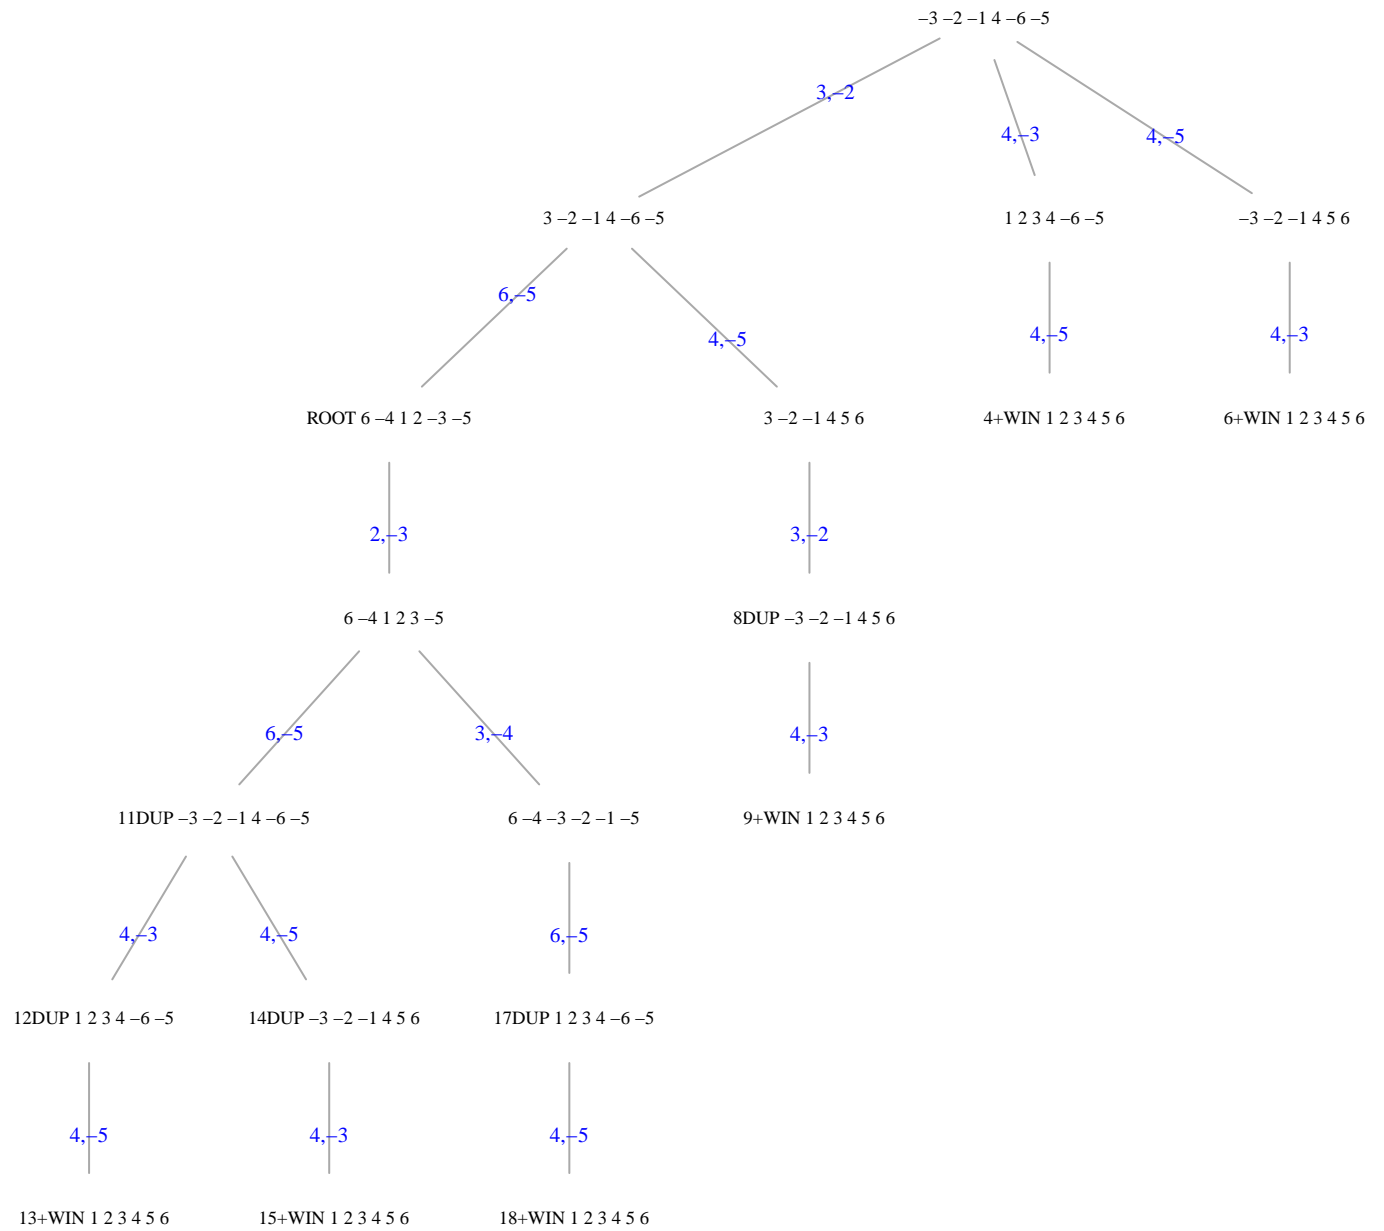 –3 –2 –1 4 –6 –5
3,–2
4,–3
4,–5
3 –2 –1 4 –6 –5
1 2 3 4 –6 –5
–3 –2 –1 4 5 6
6,–5
4,–5
4,–5
4,–3
ROOT 6 –4 1 2 –3 –5
3 –2 –1 4 5 6
4+WIN 1 2 3 4 5 6
6+WIN 1 2 3 4 5 6
2,–3
3,–2
6 –4 1 2 3 –5
8DUP –3 –2 –1 4 5 6
6,–5
3,–4
4,–3
11DUP –3 –2 –1 4 –6 –5
6 –4 –3 –2 –1 –5
9+WIN 1 2 3 4 5 6
4,–3
4,–5
6,–5
12DUP 1 2 3 4 –6 –5
14DUP –3 –2 –1 4 5 6
17DUP 1 2 3 4 –6 –5
4,–5
4,–3
4,–5
13+WIN 1 2 3 4 5 6
15+WIN 1 2 3 4 5 6
18+WIN 1 2 3 4 5 6